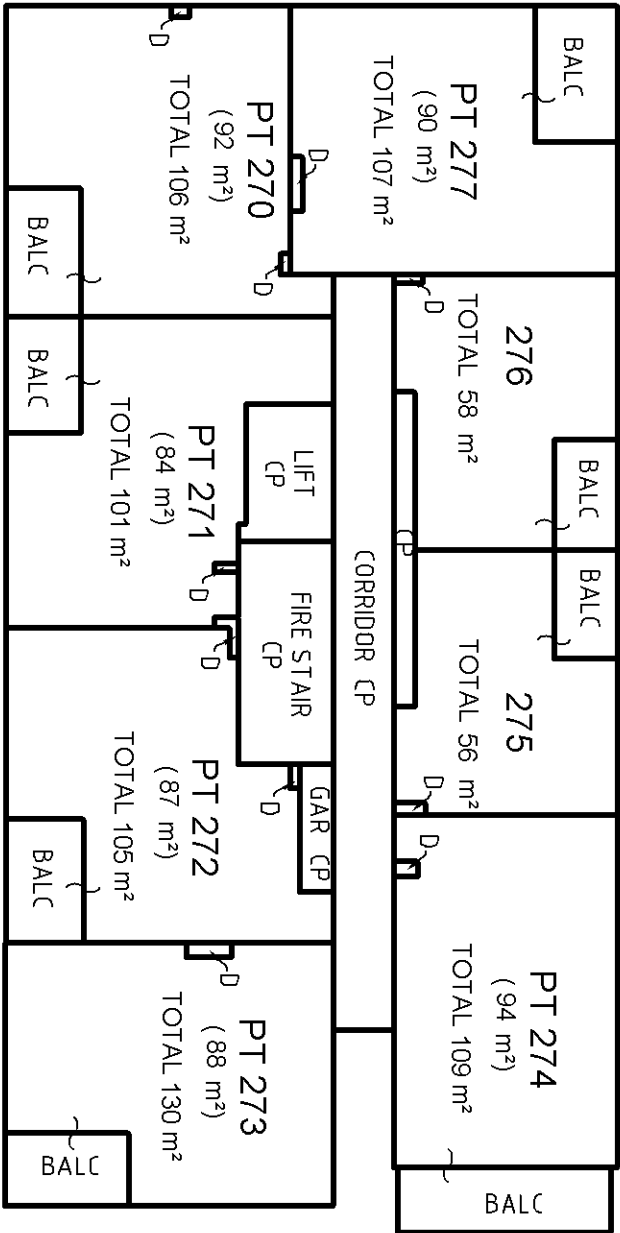 BALC
PT 277
(90 m²)
TOTAL 107 m²
D
D
PT 270
(92 m²)
TOTAL 106 m²
D
D
BALC
276
TOTAL 58 m²
BALC
BALC
PT 271
(84 m²)
TOTAL 101 m²
D
LIFT
CP
CP
CORRIDOR CP
FIRE STAIR
CP
D
275
TOTAL 56 m²
BALC
D
PT 272
(87 m²)
TOTAL 105 m²
D
GAR CP
BALC
D
PT 274
(94 m²)
TOTAL 109 m²
BALC
D
PT 273
(88 m²)
TOTAL 130 m²
BALC